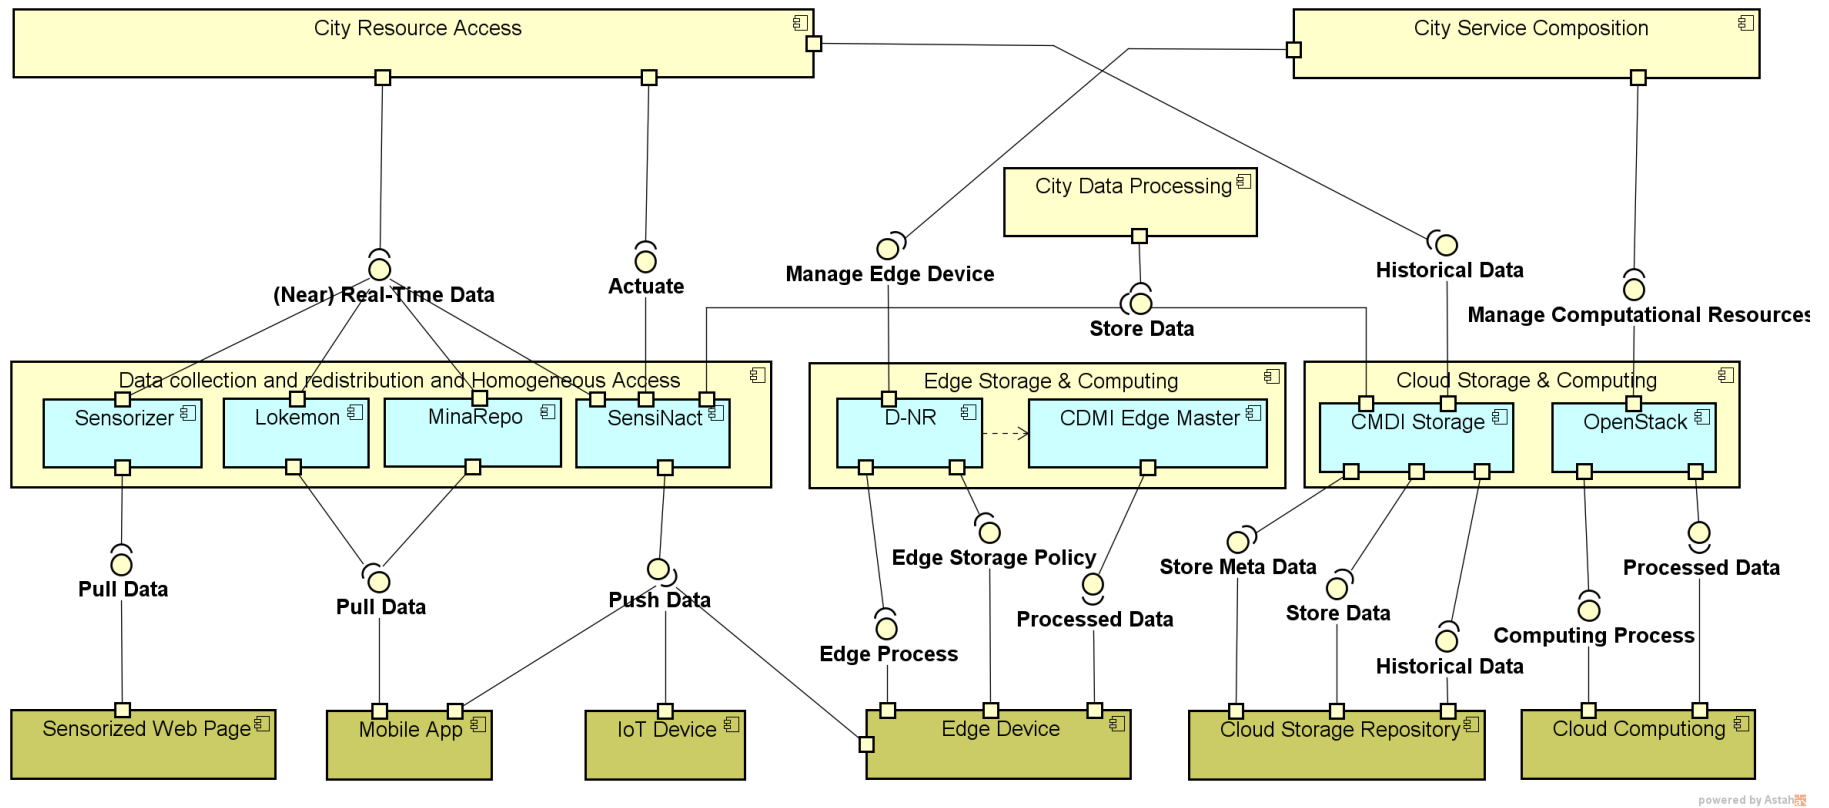 City Resource Access
City Service Composition
City Data Processing
Manage Edge Device
Historical Data
(Near) Real-Time Data
Actuate
Store Data
Manage Computational Resources
Data collection and redistribution and Homogeneous Access
Edge Storage & Computing
Cloud Storage & Computing
Sensorizer
Lokemon
MinaRepo
SensiNact
D-NR
CDMI Edge Master
CMDI Storage
OpenStack
Pull Data
Pull Data
Push Data
Edge Storage Policy
Edge Process
Processed Data
Store Meta Data
Store Data
Historical Data
Computing Process
Processed Data
Sensorized Web Page
Mobile App
IoT Device
Edge Device
Cloud Storage Repository
Cloud Computiong
powered by Astah